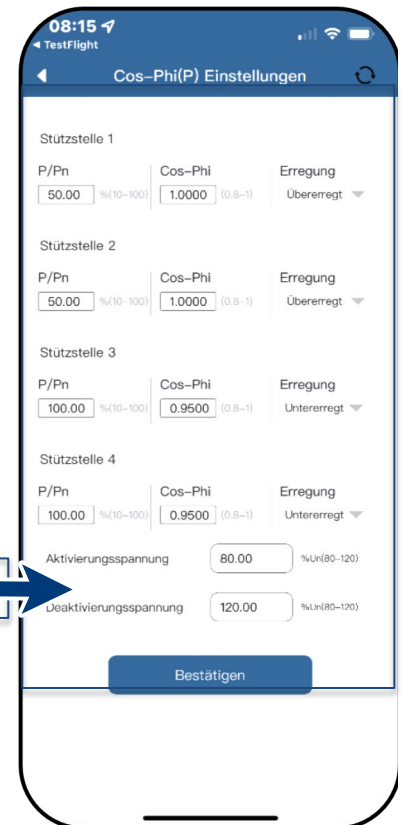 08:15
◀ TestFlight
Cos-Phi(P) Einstellungen
Stützstelle 1
P/Pn Cos-Phi Erregung
50.00 %(10-100) 1.0000 (0.8-1) Übererregt
Stützstelle 2
P/Pn Cos-Phi Erregung
50.00 %(10-100) 1.0000 (0.8-1) Übererregt
Stützstelle 3
P/Pn Cos-Phi Erregung
100.00 %(10-100) 0.9500 (0.8-1) Untererregt
Stützstelle 4
P/Pn Cos-Phi Erregung
100.00 %(10-100) 0.9500 (0.8-1) Untererregt
Aktivierungsspannung 80.00 %Un(80-120)
Deaktivierungsspannung 120.00 %Un(80-120)
Bestätigen